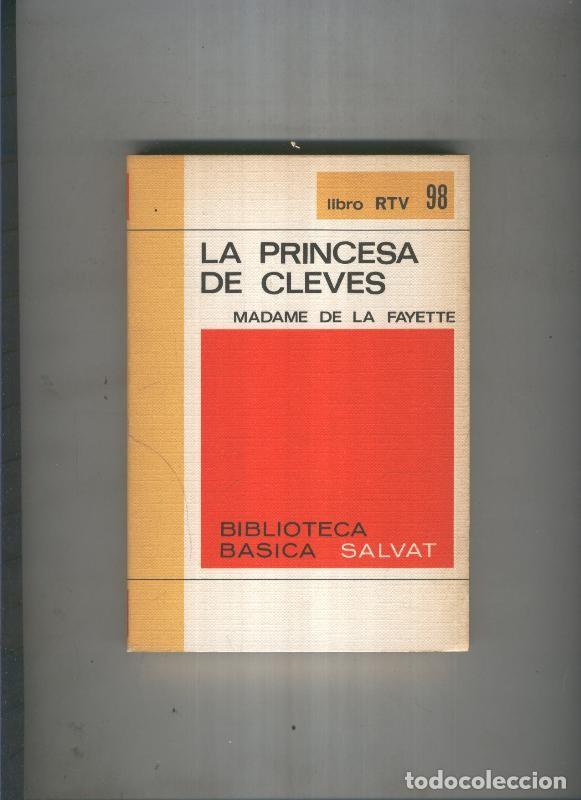 libro RTV 98
LA PRINCESA
DE CLEVES
MADAME DE LA FAYETTE
BIBLIOTECA
BASICA SALVAT
todocoleccion